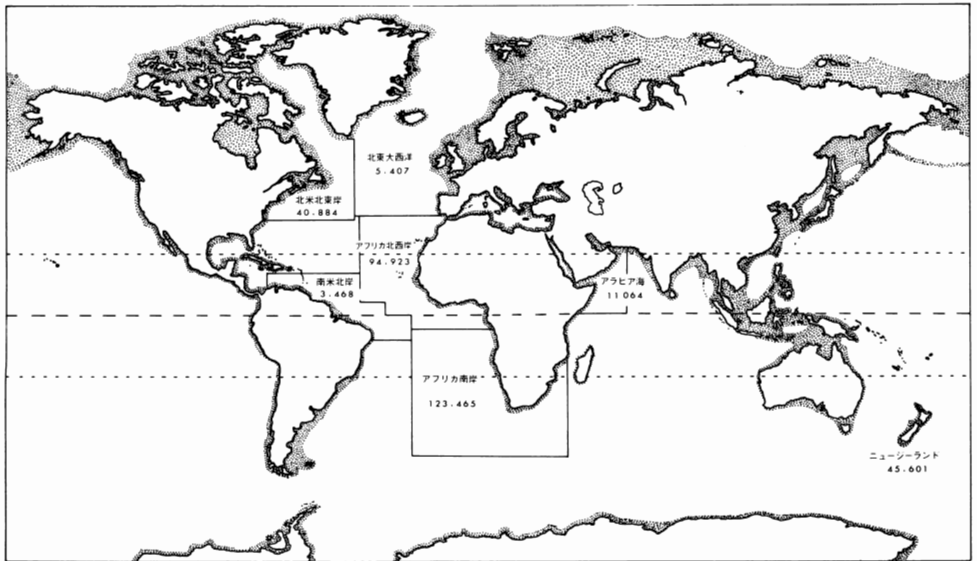 北東大西洋
5.407
北米北東岸
40.884
アフリカ北西岸
94.923
南米北岸
3.468
アラビア海
11 064
アフリカ南岸
123.465
ニュージーランド
45.601